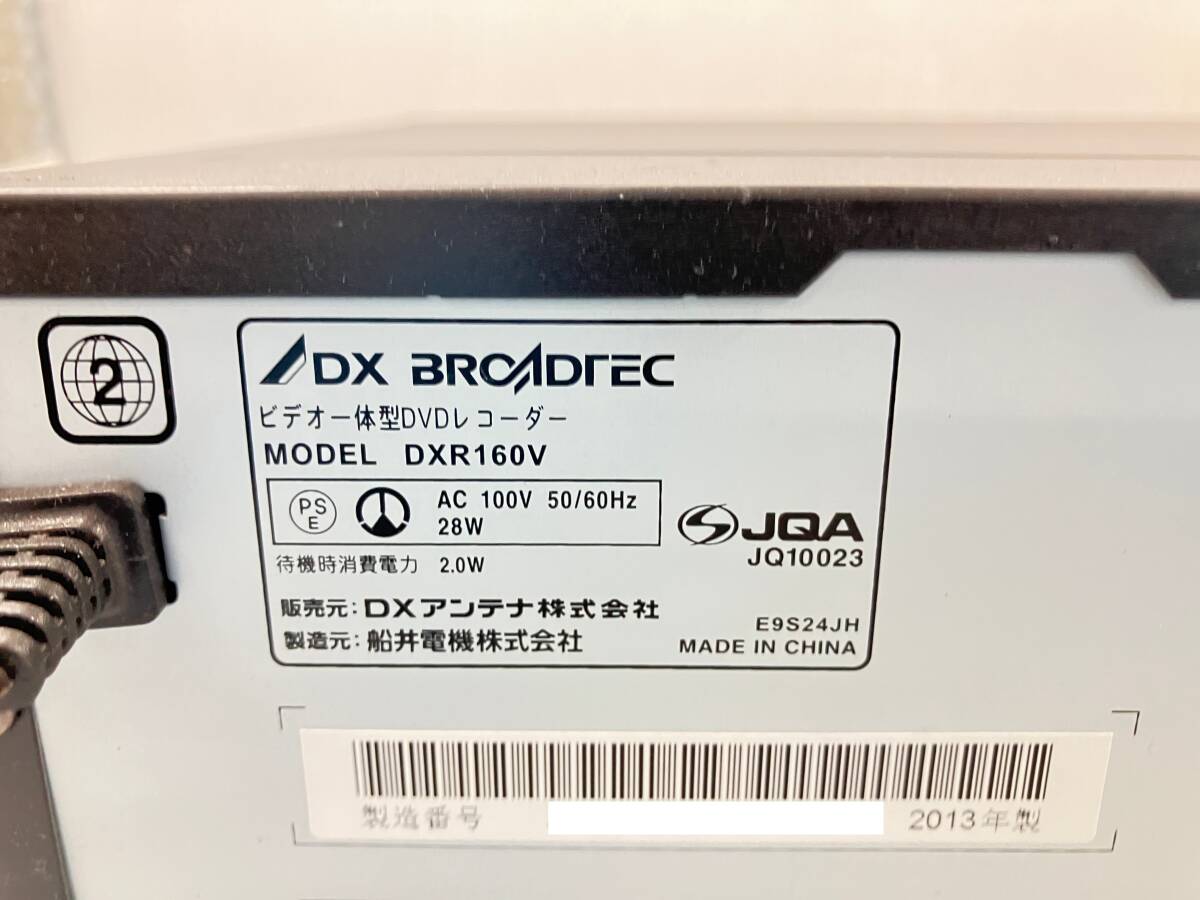 2
DX BROADTEC
ビデオ一体型DVDレコーダー
MODEL DXR160V
PS E AC 100V 50/60Hz
28W
JQA
JQ10023
待機時消費電力 2.0W
販売元: DXアンテナ株式会社
製造元: 船井電機株式会社
E9S24JH
MADE IN CHINA
製造番号 2013年製